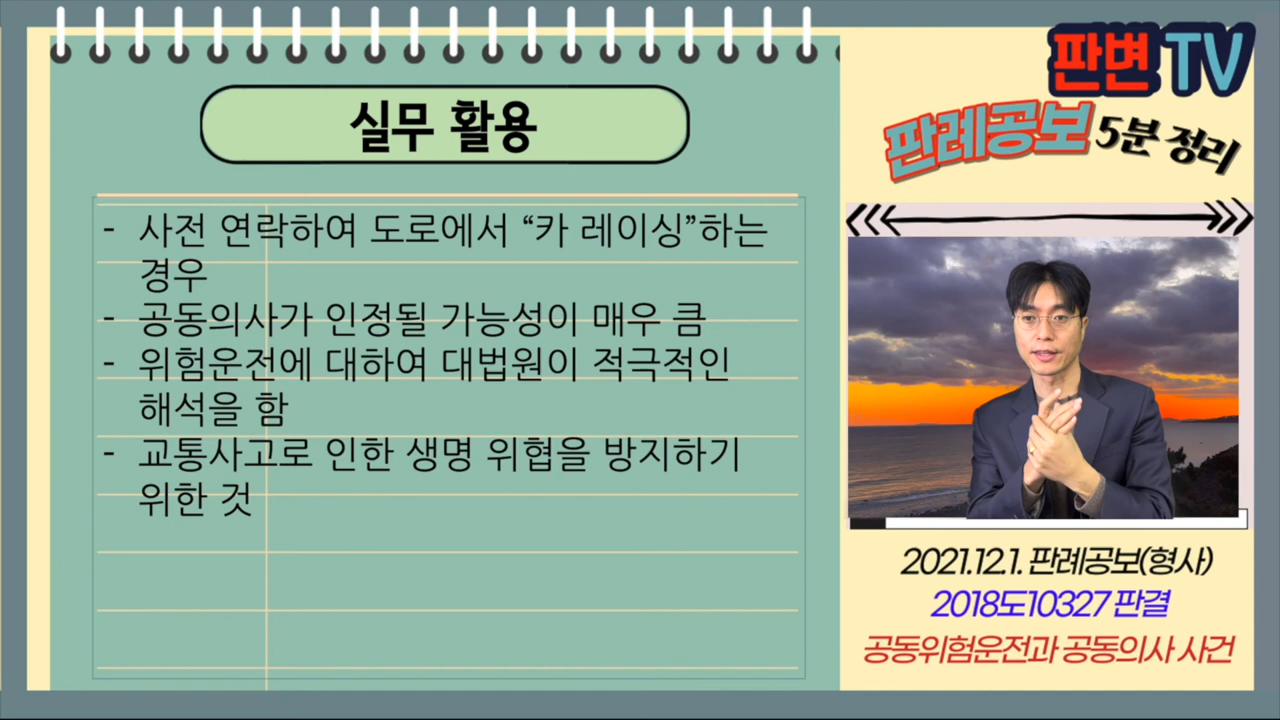 판변 TV
판례공보 5분 정리
실무 활용
- 사전 연락하여 도로에서 “카 레이싱”하는
경우
- 공동의사가 인정될 가능성이 매우 큼
- 위험운전에 대하여 대법원이 적극적인
해석을 함
- 교통사고로 인한 생명 위협을 방지하기
위한 것
2021.12.1. 판례공보(형사)
2018도10327 판결
공동위험운전과 공동의사 사건